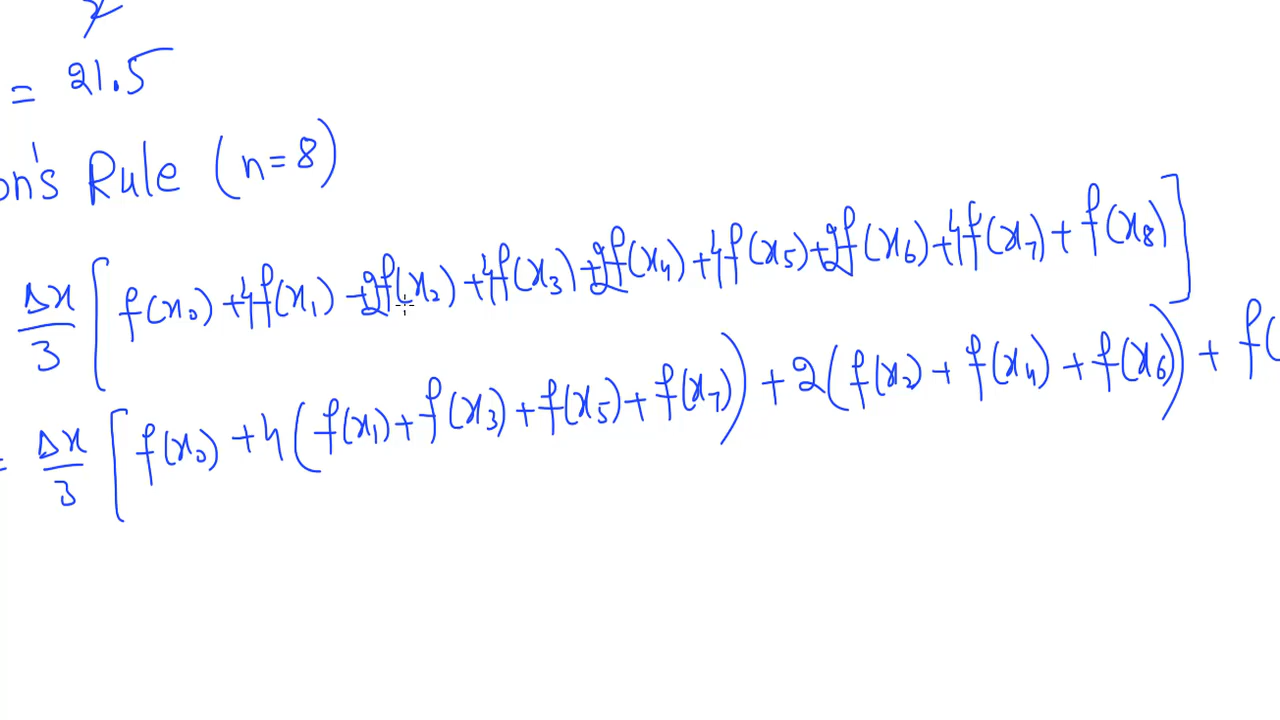 = 21.5
on's Rule (n=8)
Δx/3 [f(x₀) + 4f(x₁) + 2f(x₂) + 4f(x₃) + 2f(x₄) + 4f(x₅) + 2f(x₆) + 4f(x₇) + f(x₈)]
= Δx/3 [f(x₀) + 4(f(x₁) + f(x₃) + f(x₅) + f(x₇)) + 2(f(x₂) + f(x₄) + f(x₆)) + f(